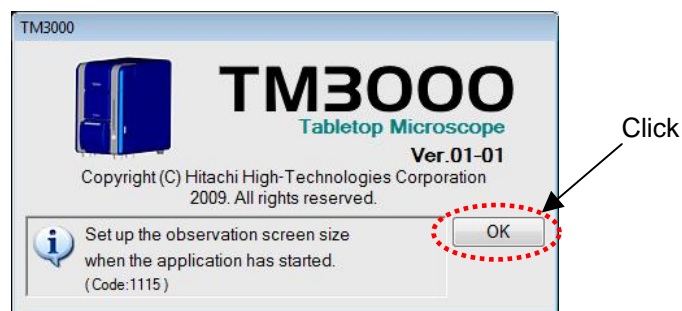 TM3000
TM3000
Tabletop Microscope
Ver.01-01
Copyright (C) Hitachi High-Technologies Corporation
2009. All rights reserved.
Click
Set up the observation screen size
when the application has started.
(Code:1115)
OK